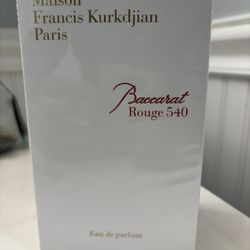 Maison
Francis Kurkdjian
Paris
Baccarat
Rouge 540
Eau de parfum